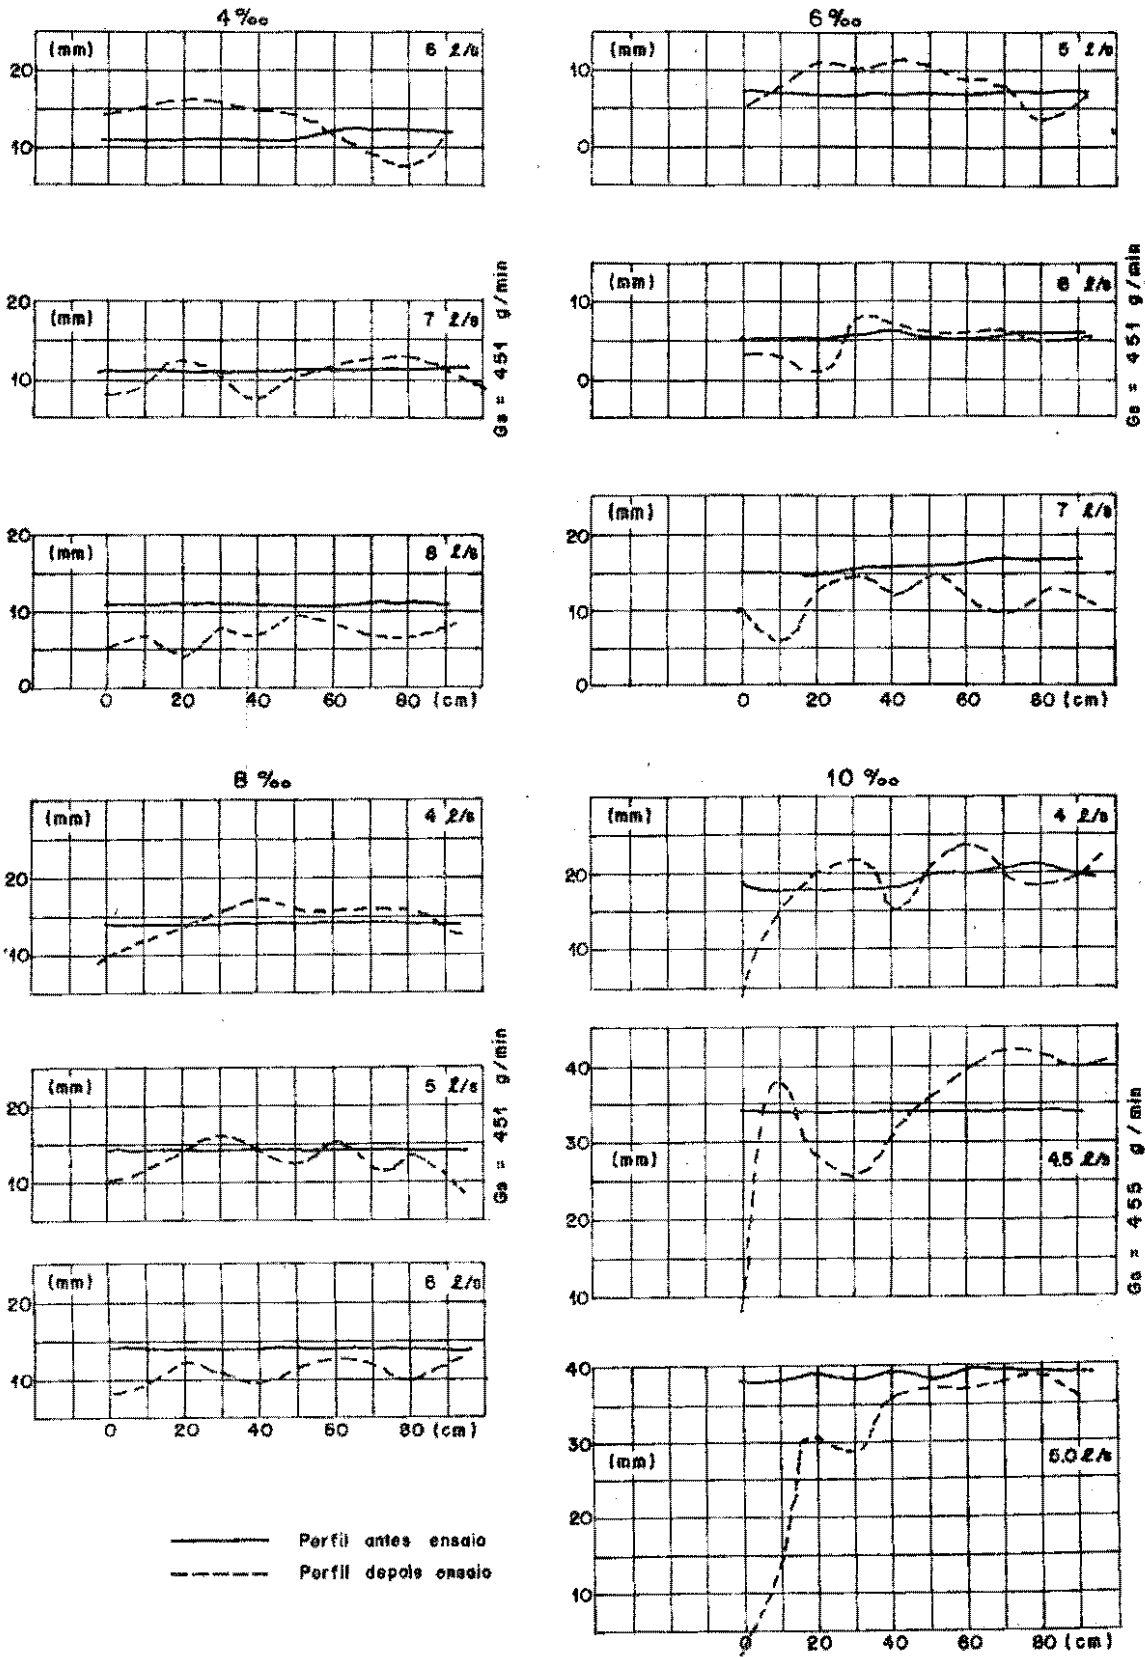 4 ‰
(mm)
6 ℓ/s
20
10
(mm)
7 ℓ/s
20
10
Gs = 451 g/min
(mm)
8 ℓ/s
20
10
0
0 20 40 60 80 (cm)
6 ‰
(mm)
5 ℓ/s
10
0
(mm)
6 ℓ/s
10
0
Gs = 451 g/min
(mm)
7 ℓ/s
20
10
0
0 20 40 60 80 (cm)
8 ‰
(mm)
4 ℓ/s
20
10
(mm)
5 ℓ/s
20
10
Gs = 451 g/min
(mm)
6 ℓ/s
20
10
0 20 40 60 80 (cm)
10 ‰
(mm)
4 ℓ/s
20
10
40
30
(mm)
4.5 ℓ/s
20
10
Gs = 455 g/min
40
30
(mm)
5.0 ℓ/s
20
10
0 20 40 60 80 (cm)
Perfil antes ensaio
Perfil depois ensaio